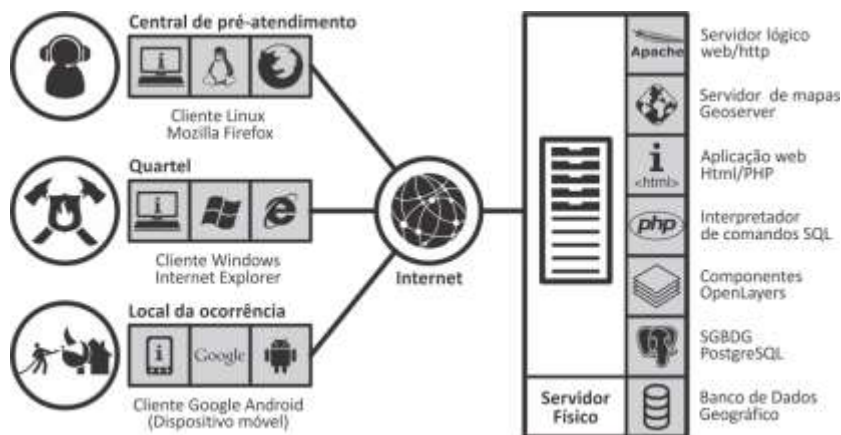 Central de pré-atendimento
Cliente Linux
Mozilla Firefox
Quartel
Cliente Windows
Internet Explorer
Local da ocorrência
Google
Cliente Google Android
(Dispositivo móvel)
Internet
Servidor
Físico
Apache
Servidor lógico
web/http
Servidor de mapas
Geoserver
i
<html>
Aplicação web
Html/PHP
php
Interpretador
de comandos SQL
Componentes
OpenLayers
SGBDG
PostgreSQL
Banco de Dados
Geográfico